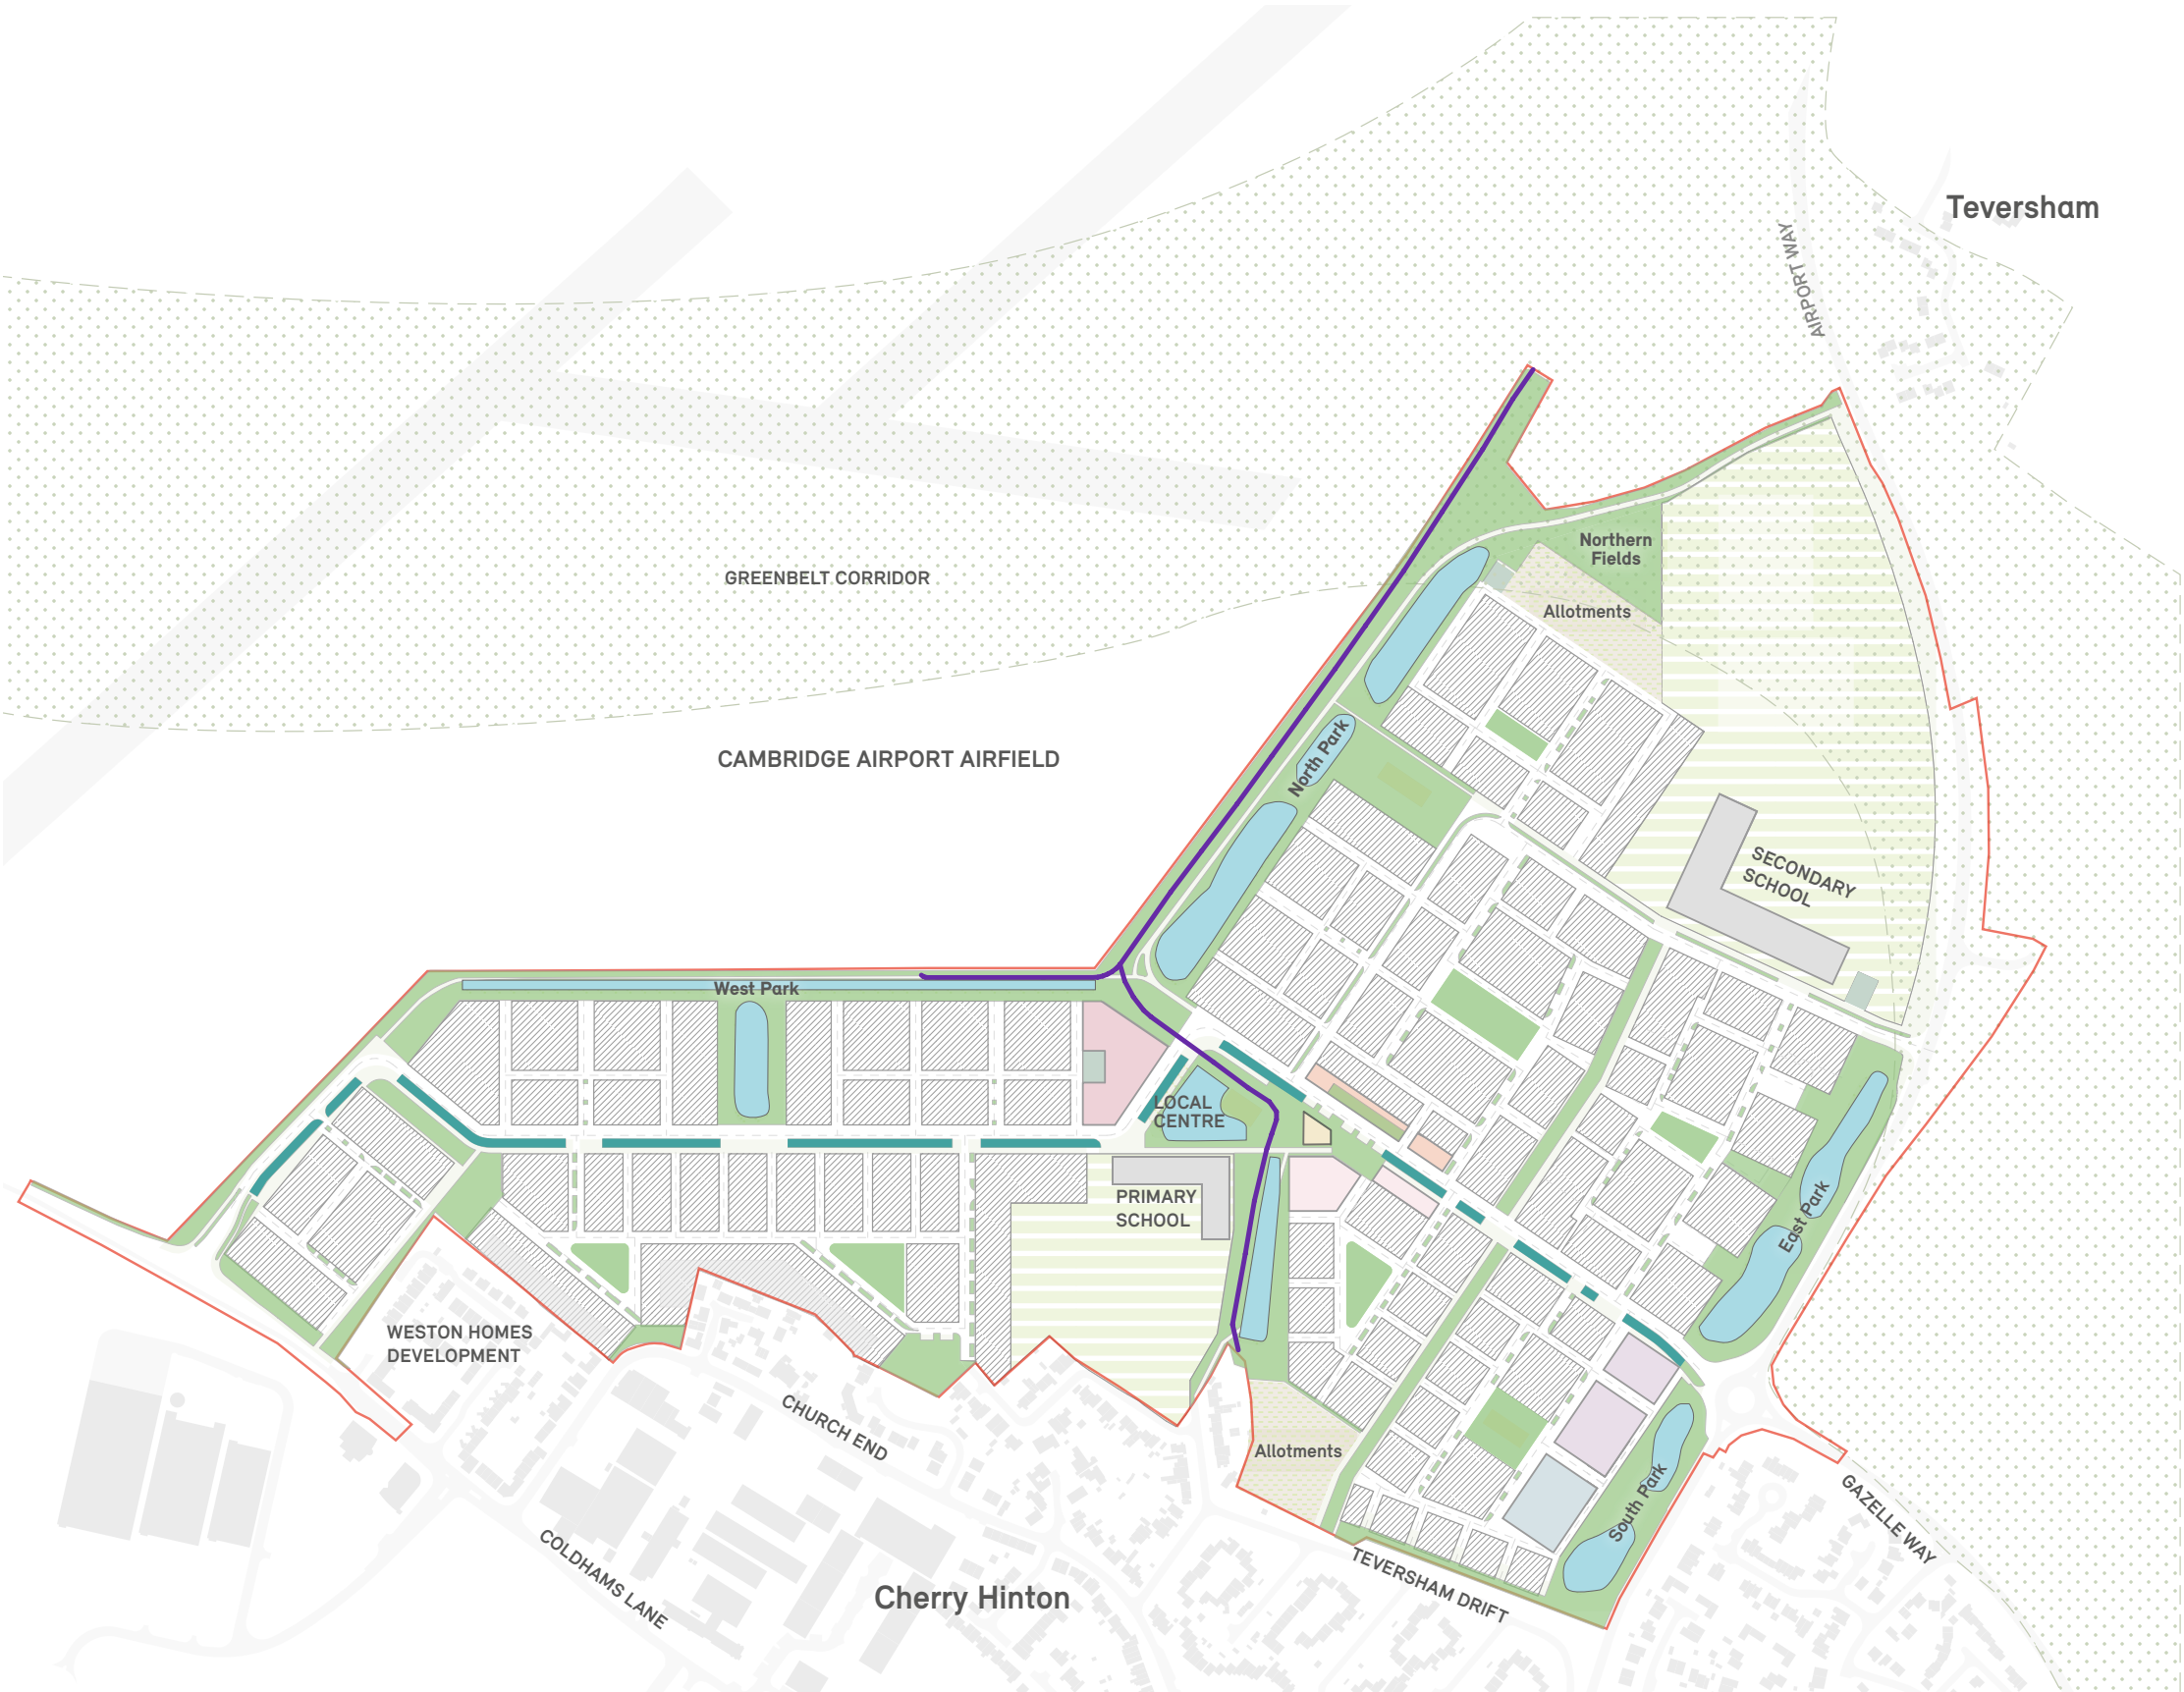 Teversham
AIRPORT WAY
Northern
Fields
GREENBELT CORRIDOR
Allotments
CAMBRIDGE AIRPORT AIRFIELD
North Park
SECONDARY
SCHOOL
West Park
LOCAL
CENTRE
PRIMARY
SCHOOL
East Park
WESTON HOMES
DEVELOPMENT
CHURCH END
Allotments
South Park
GAZELLE WAY
COLDHAMS LANE
TEVERSHAM DRIFT
Cherry Hinton